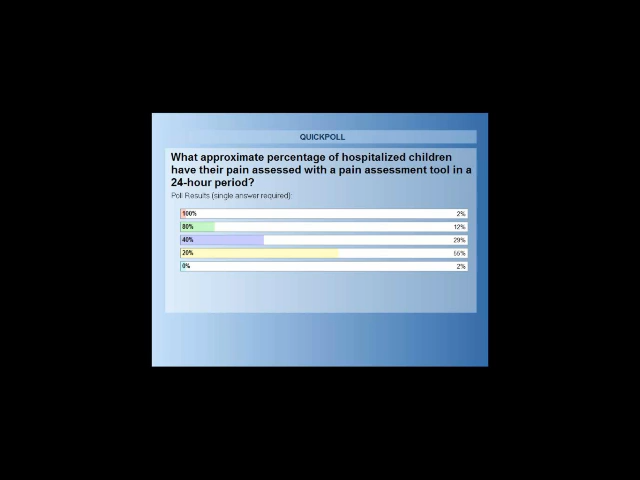 QUICKPOLL
What approximate percentage of hospitalized children
have their pain assessed with a pain assessment tool in a
24-hour period?
Poll Results (single answer required):
100% 2%
80% 12%
40% 29%
20% 55%
0% 2%